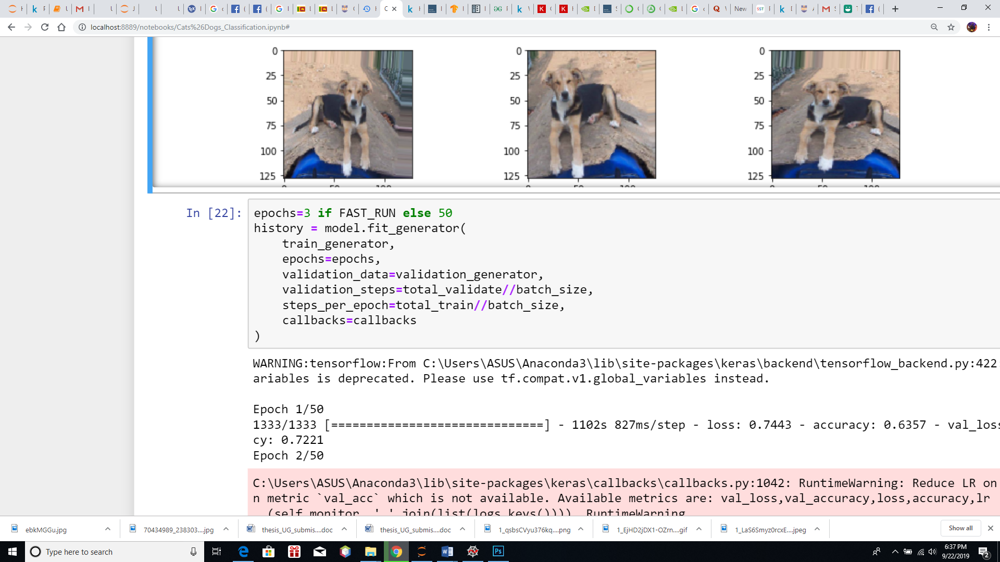 localhost:8889/notebooks/Cats%26Dogs_Classification.ipynb#
0 0 0
25 25 25
50 50 50
75 75 75
100 100 100
125 125 125
In [22]:
epochs=3 if FAST_RUN else 50
history = model.fit_generator(
train_generator,
epochs=epochs,
validation_data=validation_generator,
validation_steps=total_validate//batch_size,
steps_per_epoch=total_train//batch_size,
callbacks=callbacks
)
WARNING:tensorflow:From C:\Users\ASUS\Anaconda3\lib\site-packages\keras\backend\tensorflow_backend.py:422:
ariables is deprecated. Please use tf.compat.v1.global_variables instead.
Epoch 1/50
1333/1333 [==============================] - 1102s 827ms/step - loss: 0.7443 - accuracy: 0.6357 - val_loss
cy: 0.7221
Epoch 2/50
C:\Users\ASUS\Anaconda3\lib\site-packages\keras\callbacks\callbacks.py:1042: RuntimeWarning: Reduce LR on
n metric `val_acc` which is not available. Available metrics are: val_loss,val_accuracy,loss,accuracy,lr
(self.monitor, ','.join(list(logs.keys()))), RuntimeWarning
ebkMGGu.jpg 70434989_238303....jpg thesis_UG_submis....doc thesis_UG_submis....doc 1_qsbsCVyu376kq....png 1_EjHD2jDX1-OZrn....gif 1_LaS6Smyz0rcxE....jpeg Show all
Type here to search
6:37 PM
9/22/2019
2